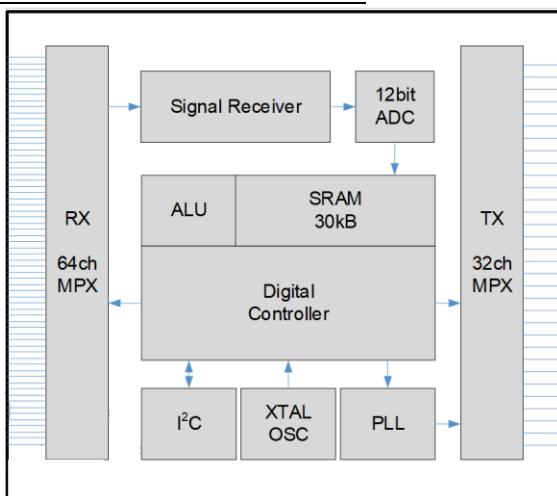 Signal Receiver
12bit
ADC
RX
64ch
MPX
ALU
SRAM
30kB
TX
32ch
MPX
Digital
Controller
I²C
XTAL
OSC
PLL